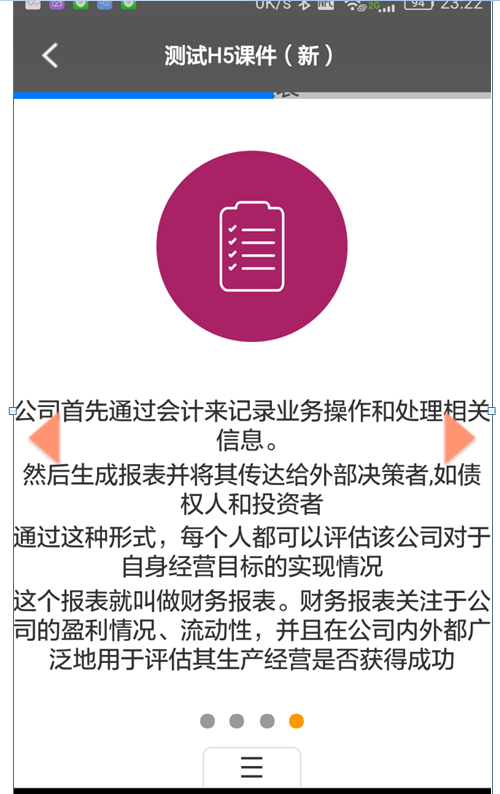 0K/s 2G 94 23:22
测试H5课件（新）
表
公司首先通过会计来记录业务操作和处理相关
信息。
然后生成报表并将其传达给外部决策者,如债
权人和投资者
通过这种形式，每个人都可以评估该公司对于
自身经营目标的实现情况
这个报表就叫做财务报表。财务报表关注于公
司的盈利情况、流动性，并且在公司内外都广
泛地用于评估其生产经营是否获得成功